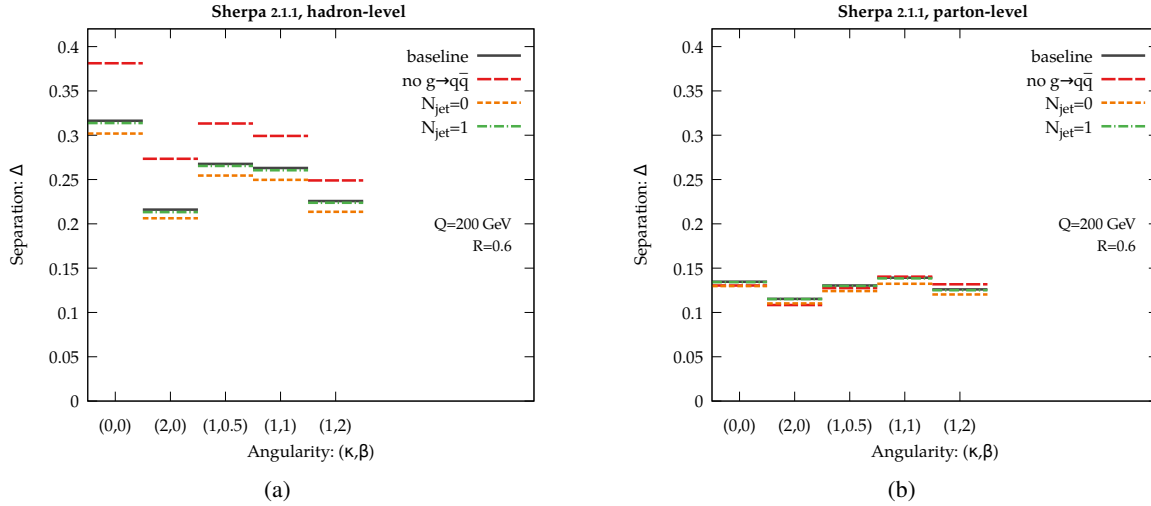 Sherpa 2.1.1, hadron-level
Separation: Δ
0.4
0.35
0.3
0.25
0.2
0.15
0.1
0.05
0
baseline
no g→qq̅
N_jet=0
N_jet=1
Q=200 GeV
R=0.6
(0,0) (2,0) (1,0.5) (1,1) (1,2)
Angularity: (κ,β)
(a)
Sherpa 2.1.1, parton-level
Separation: Δ
0.4
0.35
0.3
0.25
0.2
0.15
0.1
0.05
0
baseline
no g→qq̅
N_jet=0
N_jet=1
Q=200 GeV
R=0.6
(0,0) (2,0) (1,0.5) (1,1) (1,2)
Angularity: (κ,β)
(b)